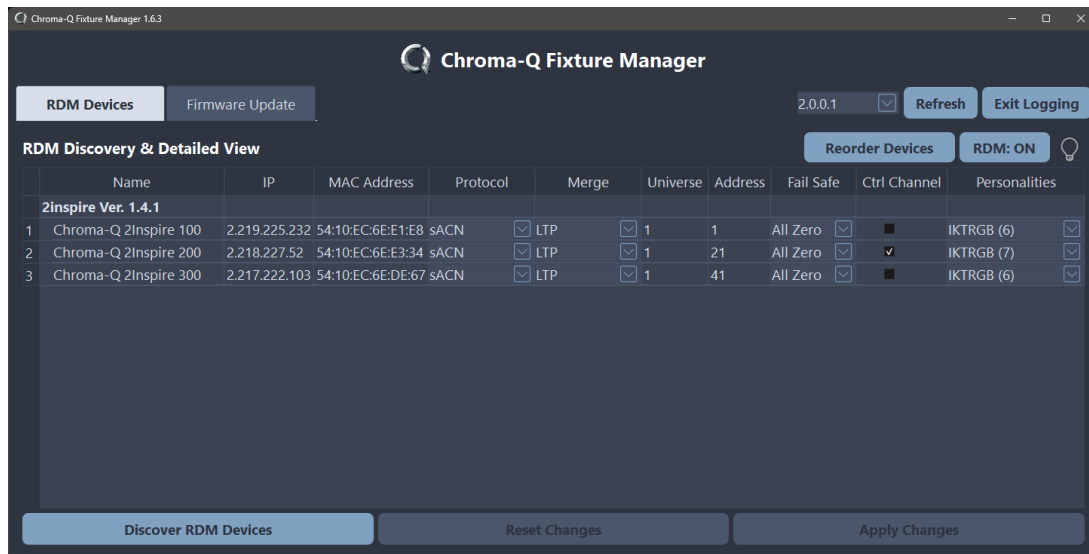 Chroma-Q Fixture Manager 1.6.3
Chroma-Q Fixture Manager
RDM Devices Firmware Update 2.0.0.1 Refresh Exit Logging
RDM Discovery & Detailed View Reorder Devices RDM: ON
Name IP MAC Address Protocol Merge Universe Address Fail Safe Ctrl Channel Personalities
2inspire Ver. 1.4.1
1 Chroma-Q 2Inspire 100 2.219.225.232 54:10:EC:6E:E1:E8 sACN LTP 1 1 All Zero IKTRGB (6)
2 Chroma-Q 2Inspire 200 2.218.227.52 54:10:EC:6E:E3:34 sACN LTP 1 21 All Zero IKTRGB (7)
3 Chroma-Q 2Inspire 300 2.217.222.103 54:10:EC:6E:DE:67 sACN LTP 1 41 All Zero IKTRGB (6)
Discover RDM Devices Reset Changes Apply Changes